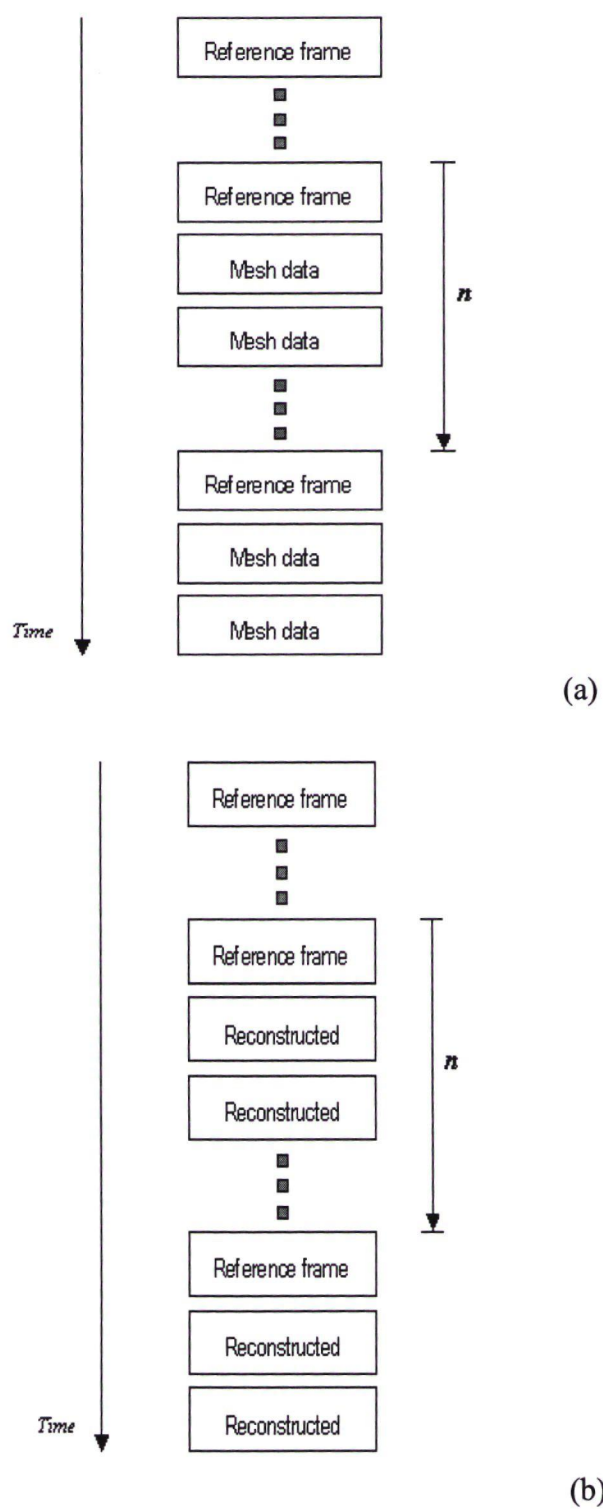 Reference frame
Reference frame
Mesh data
n
Mesh data
Reference frame
Mesh data
Time
Mesh data
(a)
Reference frame
Reference frame
Reconstructed
n
Reconstructed
Reference frame
Reconstructed
Time
Reconstructed
(b)